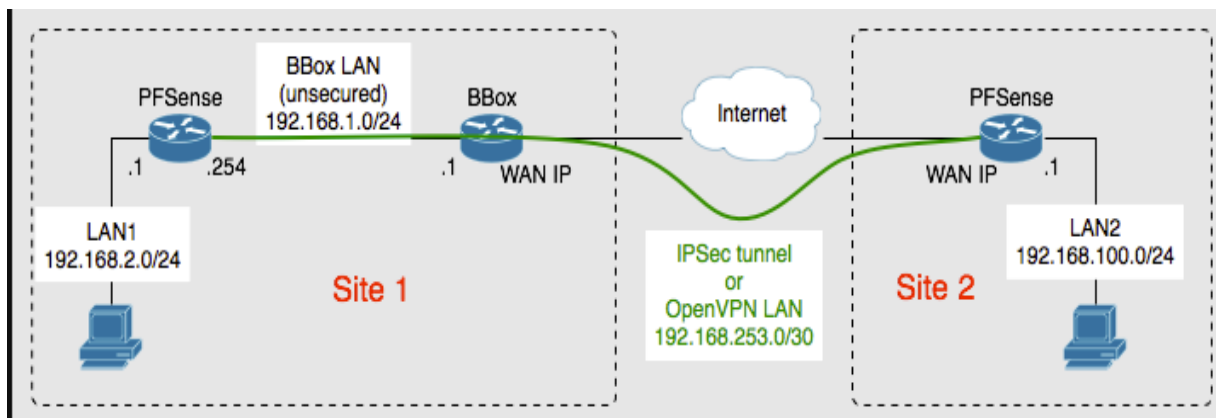 BBox LAN
(unsecured)
192.168.1.0/24
PFSense
BBox
.1
.254
.1
WAN IP
LAN1
192.168.2.0/24
Site 1
Internet
IPSec tunnel
or
OpenVPN LAN
192.168.253.0/30
PFSense
WAN IP
.1
LAN2
192.168.100.0/24
Site 2